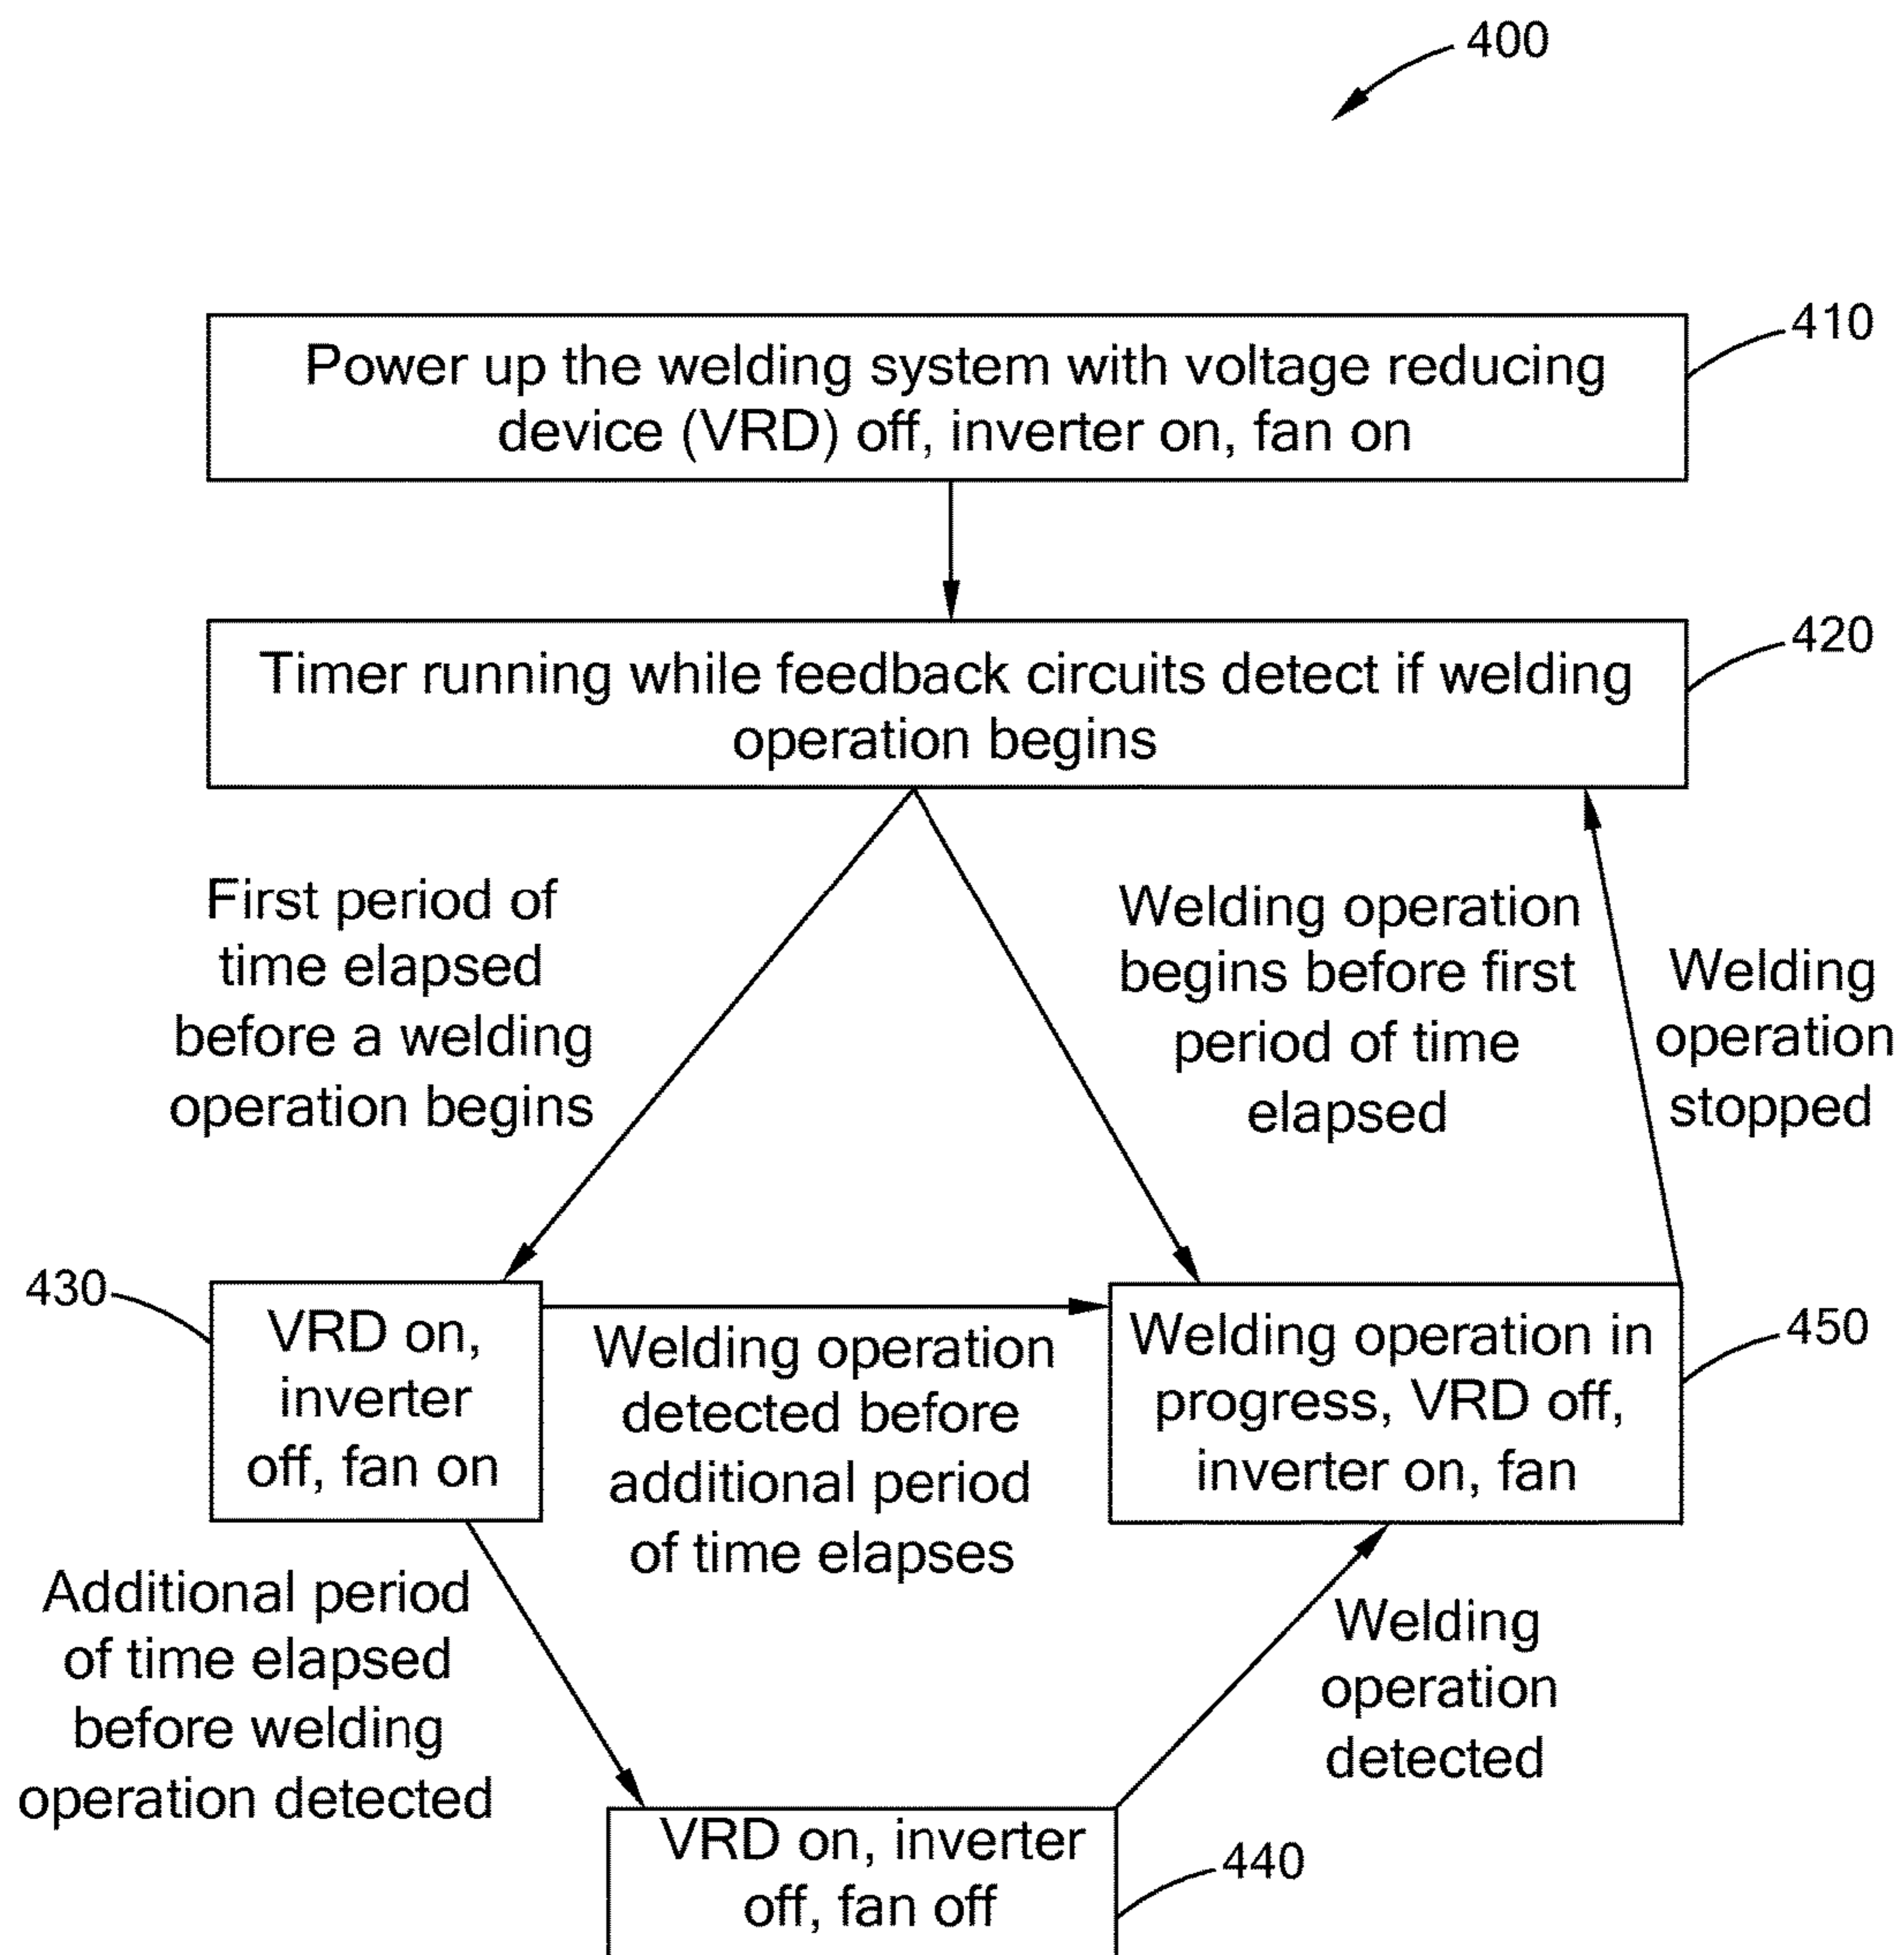 400
Power up the welding system with voltage reducing
device (VRD) off, inverter on, fan on
410
Timer running while feedback circuits detect if welding
operation begins
420
First period of
time elapsed
before a welding
operation begins
Welding operation
begins before first
period of time
elapsed
Welding
operation
stopped
430
VRD on,
inverter
off, fan on
Welding operation
detected before
additional period
of time elapses
Welding operation in
progress, VRD off,
inverter on, fan
450
Additional period
of time elapsed
before welding
operation detected
Welding
operation
detected
VRD on, inverter
off, fan off
440